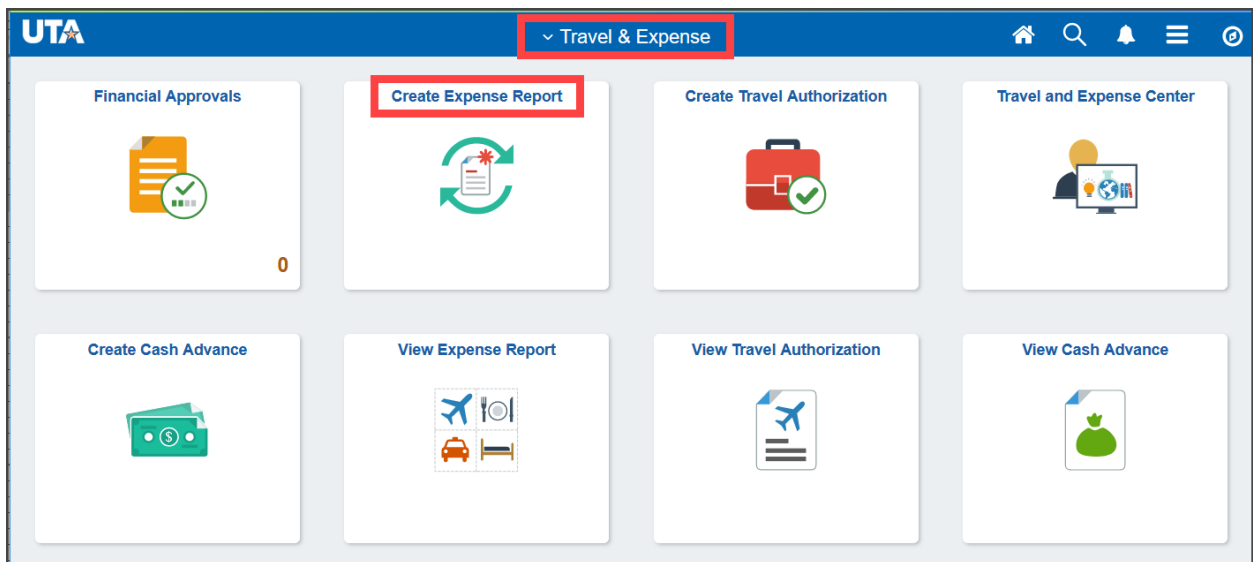 UTA
Travel & Expense
Financial Approvals
Create Expense Report
Create Travel Authorization
Travel and Expense Center
0
Create Cash Advance
View Expense Report
View Travel Authorization
View Cash Advance
$